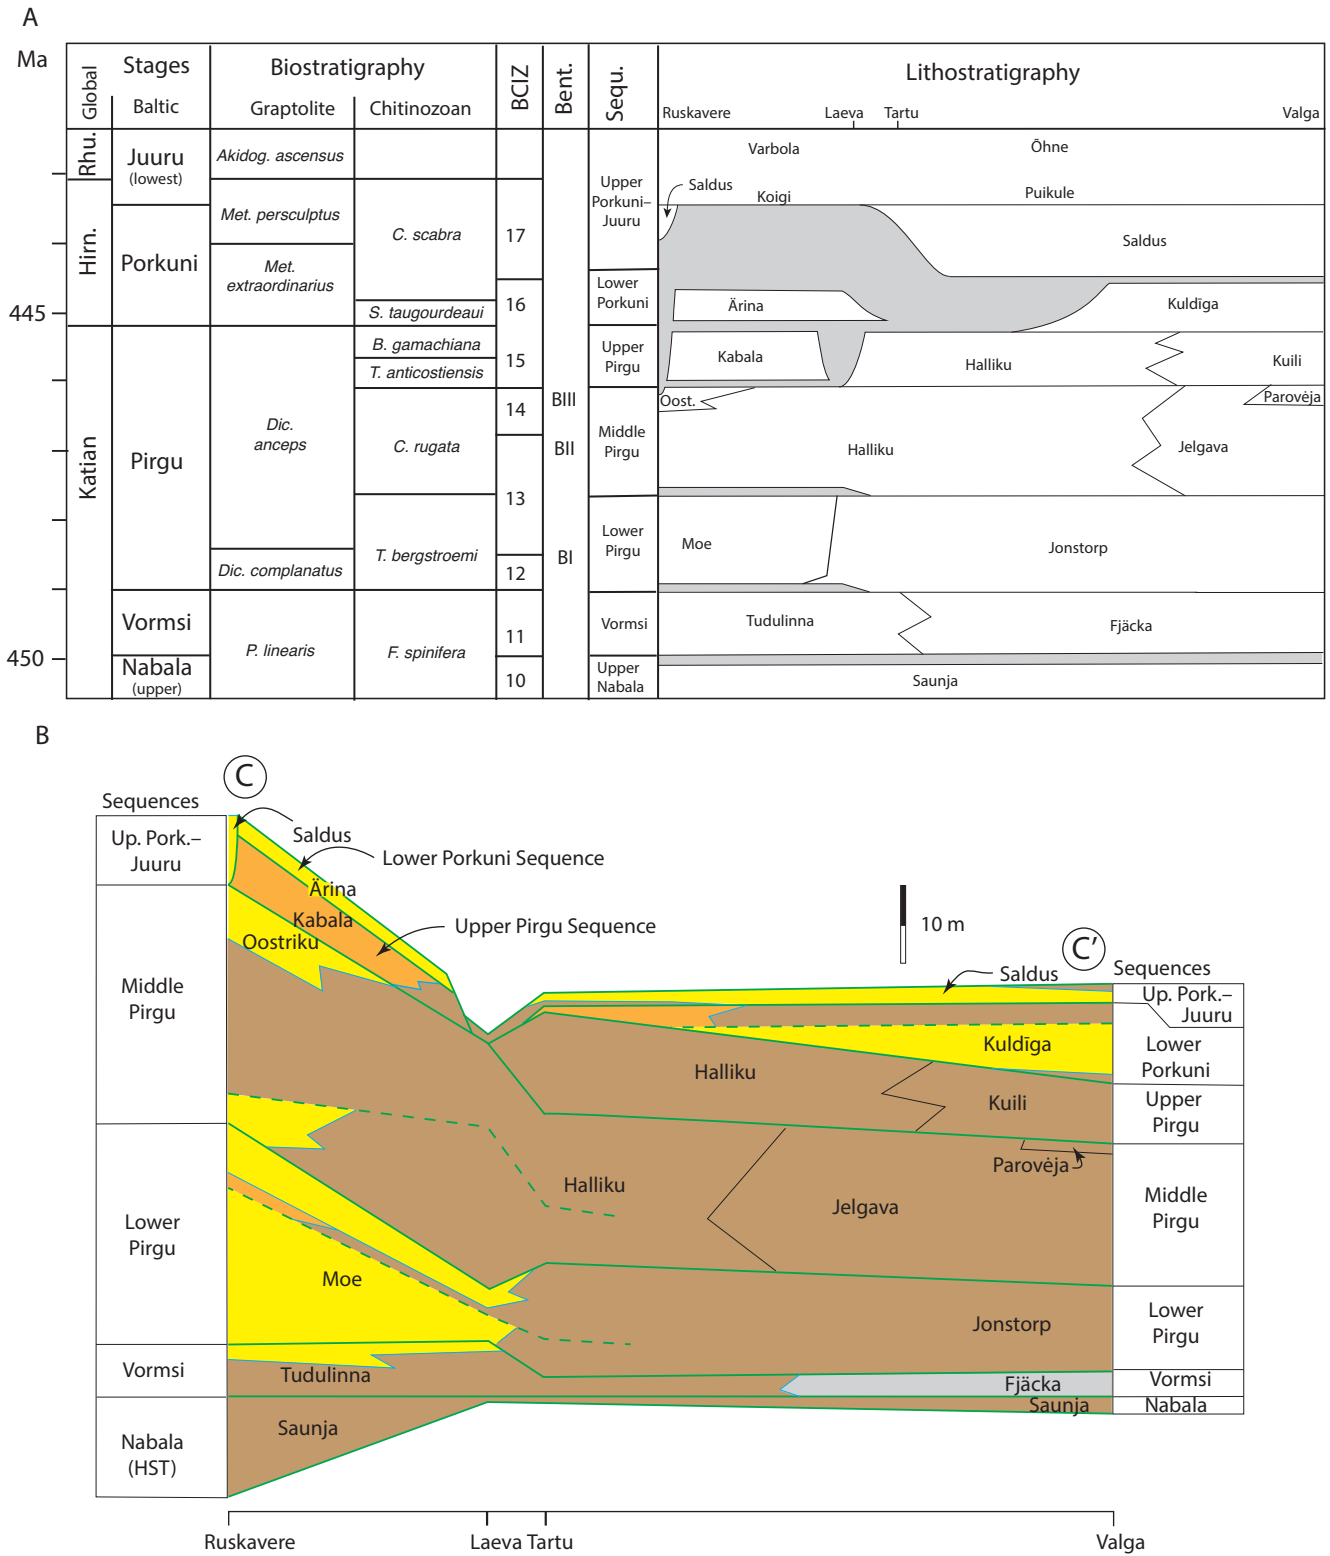 A
Ma
Global
Stages
Baltic
Biostratigraphy
Graptolite
Chitinozoan
BCIZ
Bent.
Sequ.
Lithostratigraphy
Ruskavere
Laeva
Tartu
Valga
445
450
Rhu.
Hirn.
Katian
Juuru
(lowest)
Porkuni
Pirgu
Vormsi
Nabala
(upper)
Akidog. ascensus
Met. persculptus
Met.
extraordinarius
Dic.
anceps
Dic. complanatus
P. linearis
C. scabra
S. taugourdeaui
B. gamachiana
T. anticostiensis
C. rugata
T. bergstroemi
F. spinifera
17
16
15
14
13
12
11
10
BIII
BII
BI
Upper
Porkuni–
Juuru
Lower
Porkuni
Upper
Pirgu
Middle
Pirgu
Lower
Pirgu
Vormsi
Upper
Nabala
Varbola
Õhne
Saldus
Koigi
Puikule
Saldus
Ärina
Kuldīga
Kabala
Halliku
Kuili
Oost.
Parovėja
Halliku
Jelgava
Moe
Jonstorp
Tudulinna
Fjäcka
Saunja
B
C
Sequences
Up. Pork.–
Juuru
Middle
Pirgu
Lower
Pirgu
Vormsi
Nabala
(HST)
Saldus
Lower Porkuni Sequence
Ärina
Kabala
Upper Pirgu Sequence
Oostriku
10 m
C’
Saldus
Sequences
Up. Pork.–
Juuru
Kuldīga
Lower
Porkuni
Halliku
Kuili
Upper
Pirgu
Parovėja
Halliku
Jelgava
Middle
Pirgu
Moe
Jonstorp
Lower
Pirgu
Tudulinna
Fjäcka
Vormsi
Saunja
Saunja
Nabala
Ruskavere
Laeva
Tartu
Valga